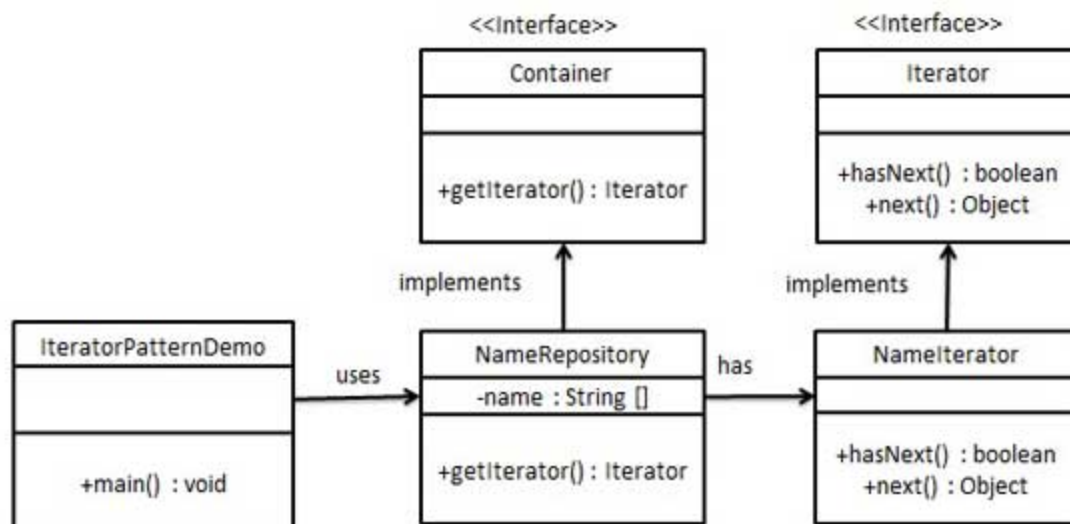 <<Interface>>
Container
+getIterator() : Iterator
<<Interface>>
Iterator
+hasNext() : boolean
+next() : Object
implements
implements
IteratorPatternDemo
+main() : void
uses
NameRepository
-name : String []
+getIterator() : Iterator
has
NameIterator
+hasNext() : boolean
+next() : Object